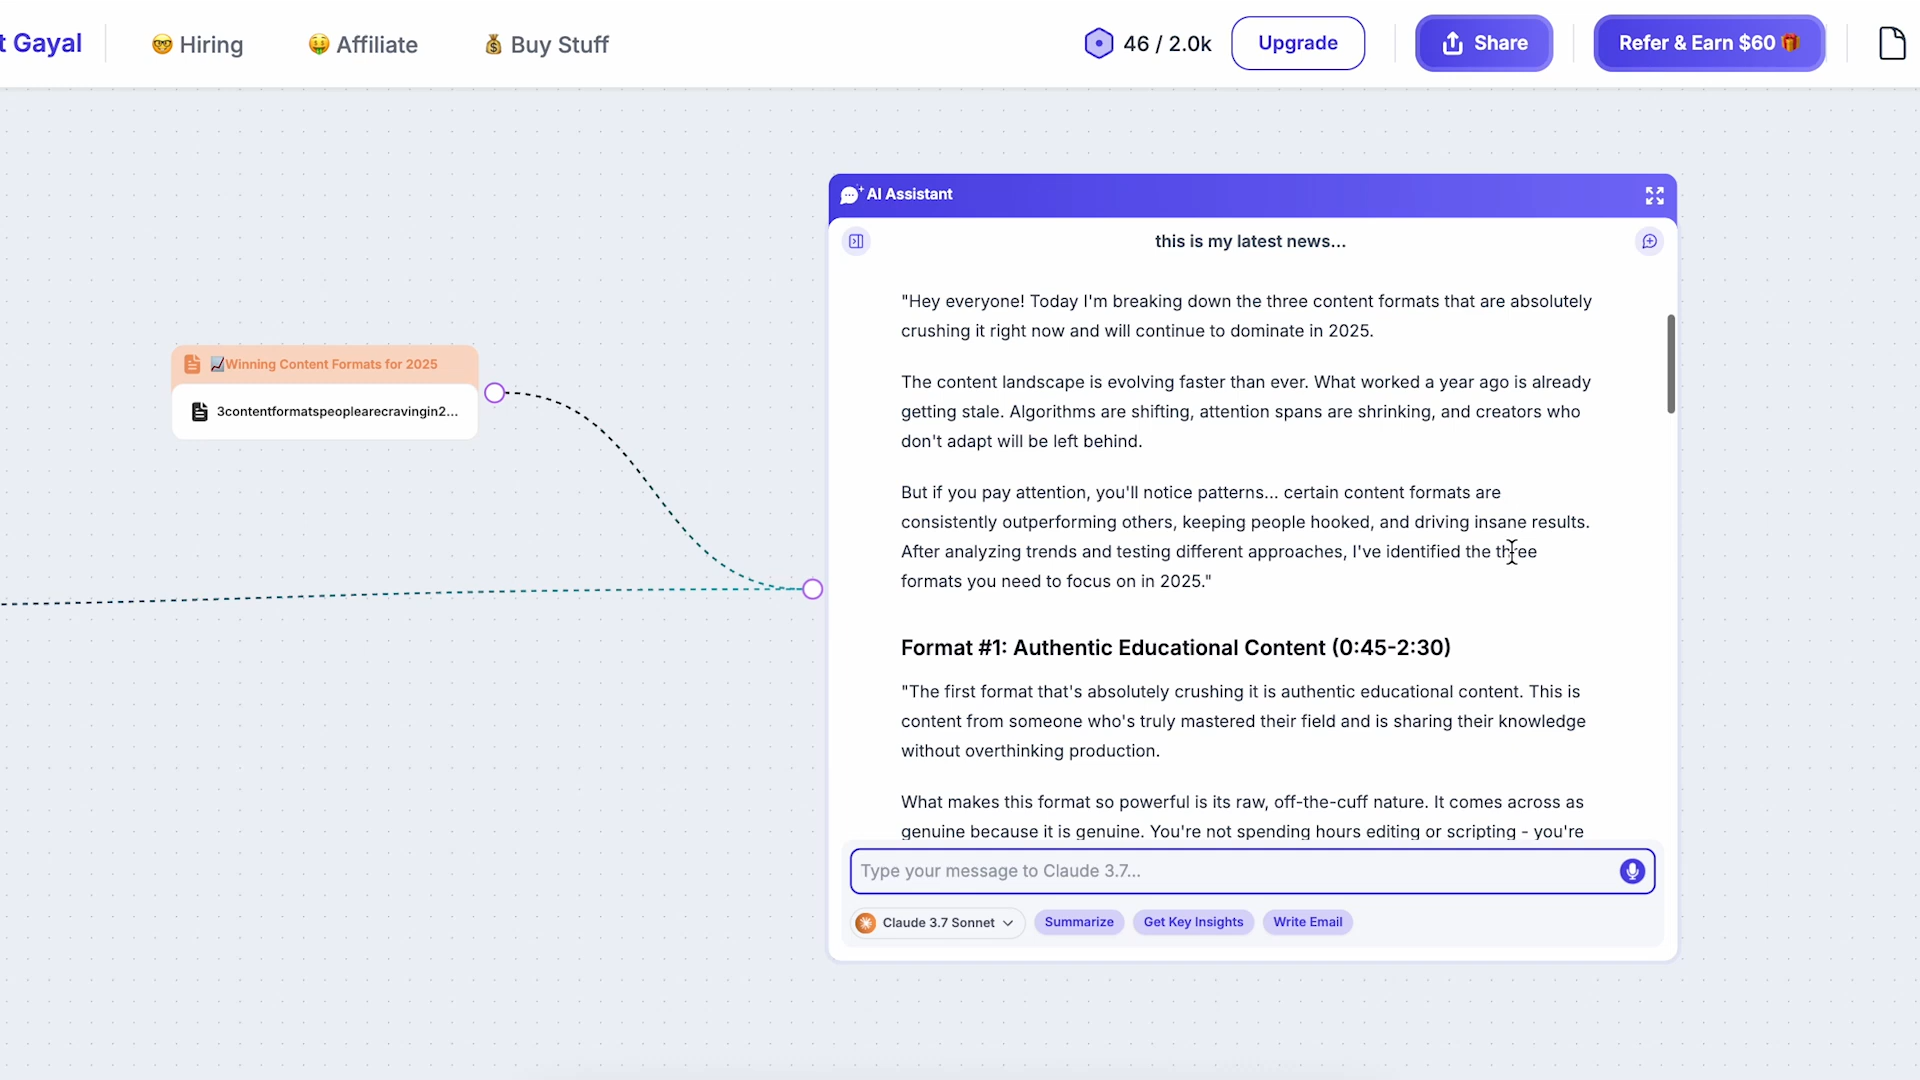 t Gayal
🤓 Hiring
🤑 Affiliate
💰 Buy Stuff
46 / 2.0k
Upgrade
Share
Refer & Earn $60 🎁
AI Assistant
this is my latest news...
📈Winning Content Formats for 2025
3contentformatspeoplearecravingin2...
"Hey everyone! Today I'm breaking down the three content formats that are absolutely
crushing it right now and will continue to dominate in 2025.
The content landscape is evolving faster than ever. What worked a year ago is already
getting stale. Algorithms are shifting, attention spans are shrinking, and creators who
don't adapt will be left behind.
But if you pay attention, you'll notice patterns... certain content formats are
consistently outperforming others, keeping people hooked, and driving insane results.
After analyzing trends and testing different approaches, I've identified the three
formats you need to focus on in 2025."
Format #1: Authentic Educational Content (0:45-2:30)
"The first format that's absolutely crushing it is authentic educational content. This is
content from someone who's truly mastered their field and is sharing their knowledge
without overthinking production.
What makes this format so powerful is its raw, off-the-cuff nature. It comes across as
genuine because it is genuine. You're not spending hours editing or scripting - you're
Type your message to Claude 3.7...
Claude 3.7 Sonnet
Summarize
Get Key Insights
Write Email